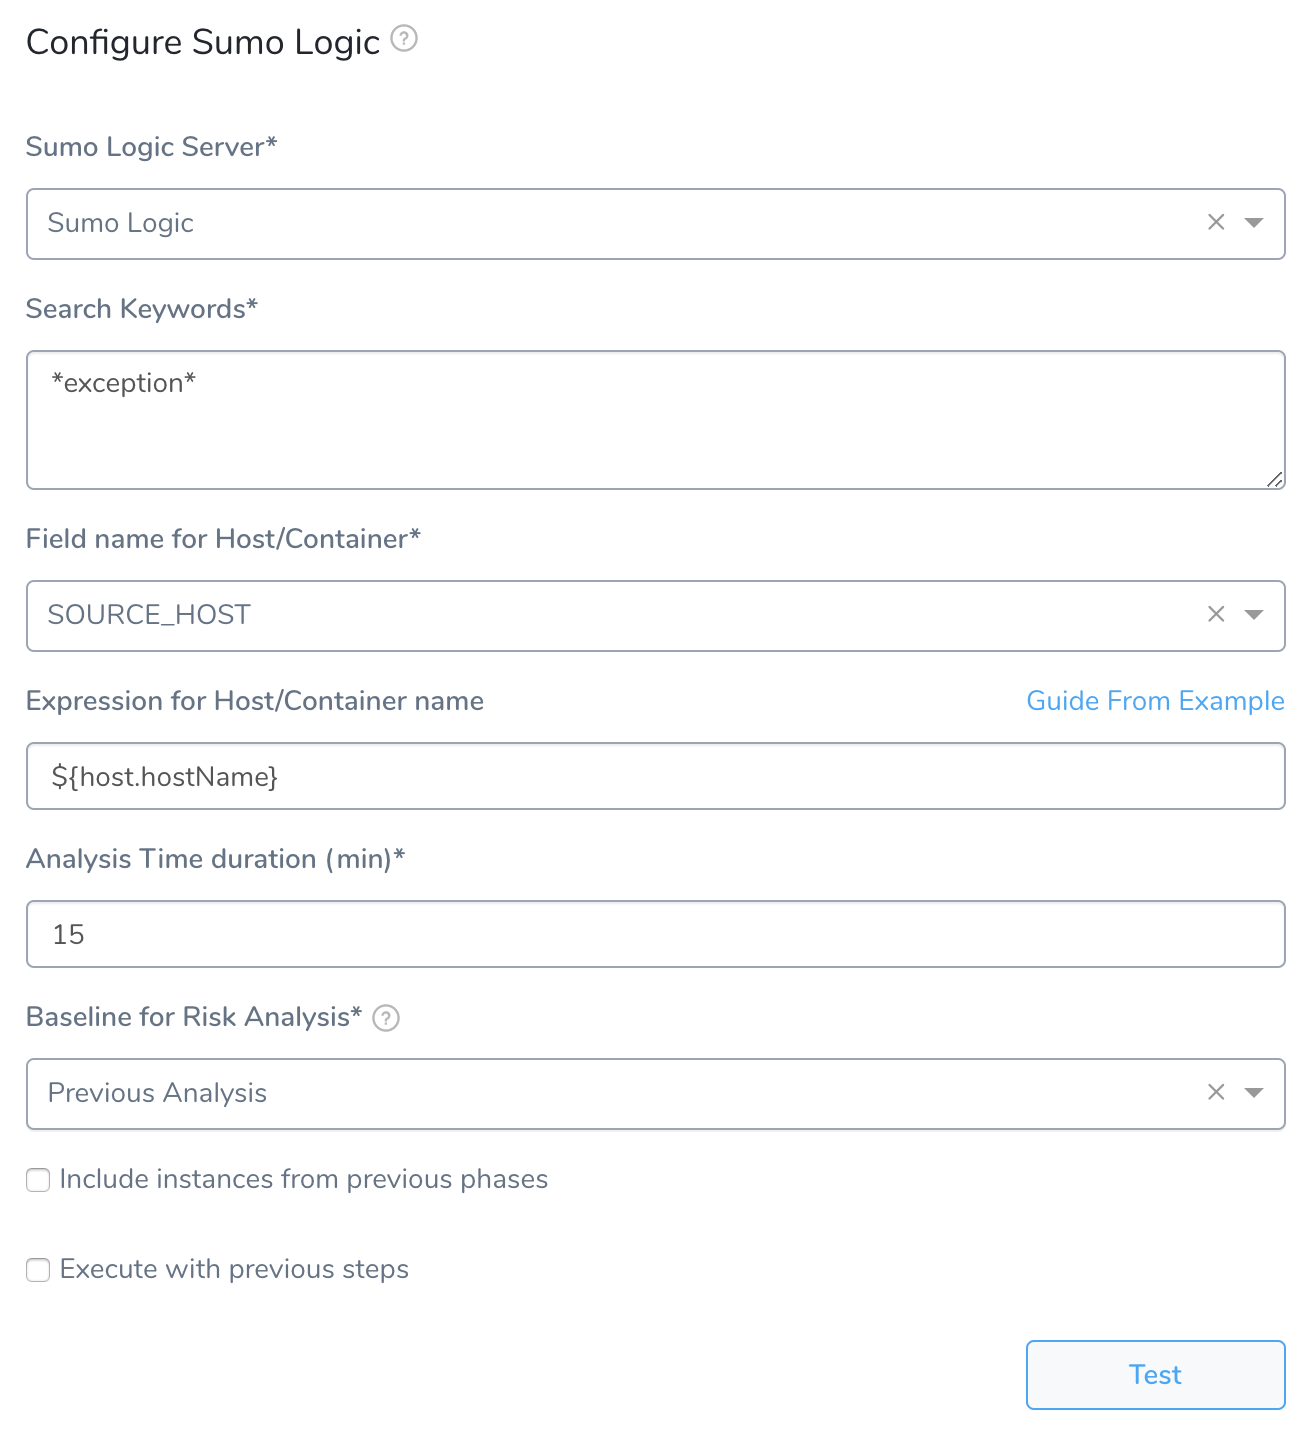 Configure Sumo Logic ?
Sumo Logic Server*
Sumo Logic
Search Keywords*
*exception*
Field name for Host/Container*
SOURCE_HOST
Expression for Host/Container name Guide From Example
${host.hostName}
Analysis Time duration (min)*
15
Baseline for Risk Analysis* ?
Previous Analysis
Include instances from previous phases
Execute with previous steps
Test